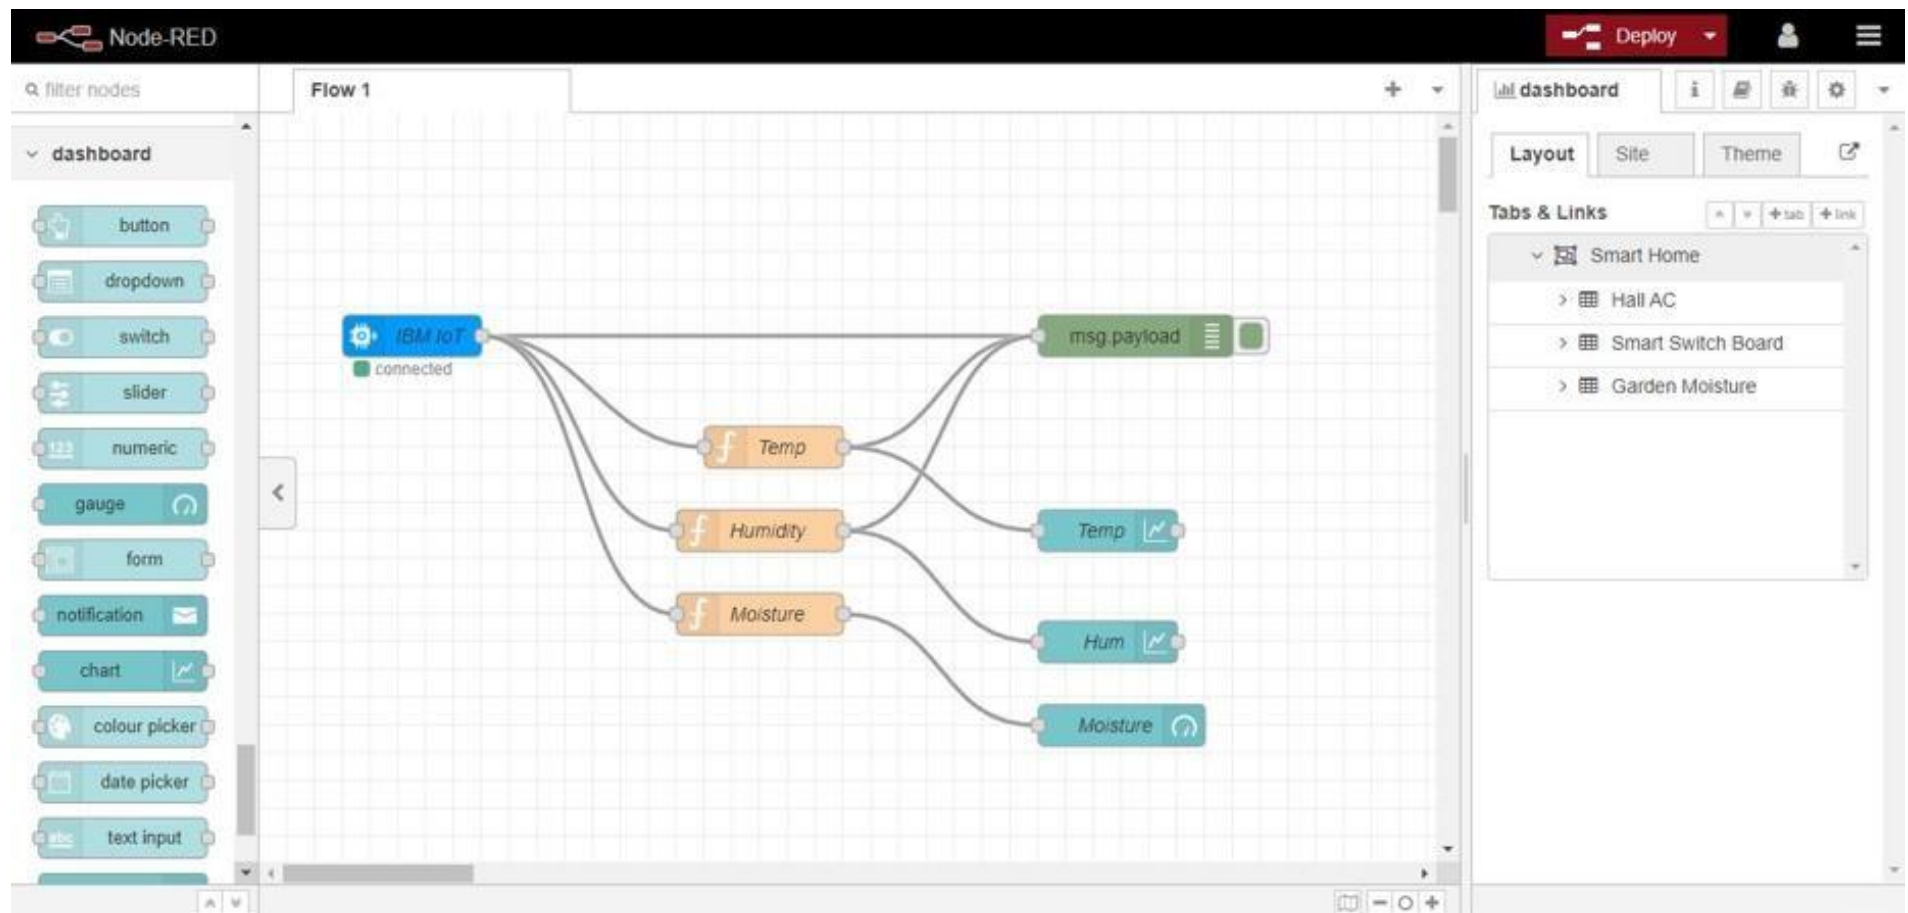 Node-RED
Deploy
filter nodes
Flow 1
dashboard
button
dropdown
switch
slider
123 numeric
gauge
form
notification
chart
colour picker
date picker
abc text input
IBM IoT
connected
msg.payload
Temp
Humidity
Moisture
Temp
Hum
Moisture
dashboard
i
Layout Site Theme
Tabs & Links
+ tab + link
Smart Home
Hall AC
Smart Switch Board
Garden Moisture